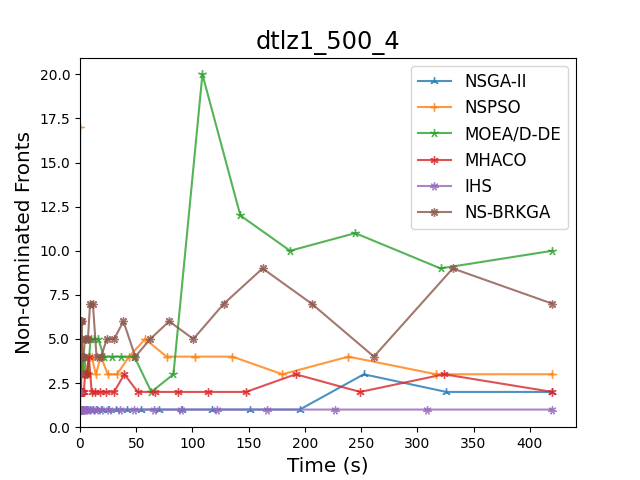 dtlz1_500_4
Non-dominated Fronts
20.0
17.5
15.0
12.5
10.0
7.5
5.0
2.5
0.0
NSGA-II
NSPSO
MOEA/D-DE
MHACO
IHS
NS-BRKGA
0 50 100 150 200 250 300 350 400
Time (s)